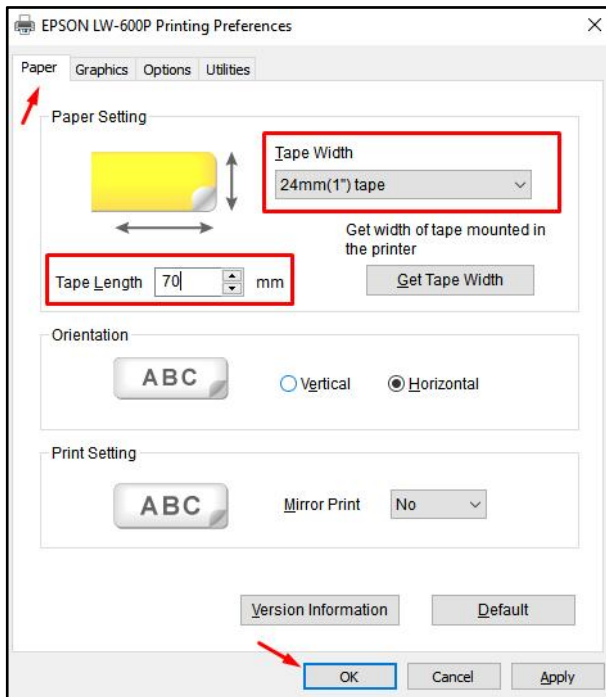 EPSON LW-600P Printing Preferences
Paper Graphics Options Utilities
Paper Setting
Tape Width
24mm(1") tape
Get width of tape mounted in
the printer
Tape Length 70 mm
Get Tape Width
Orientation
ABC
Vertical Horizontal
Print Setting
ABC
Mirror Print No
Version Information Default
OK Cancel Apply